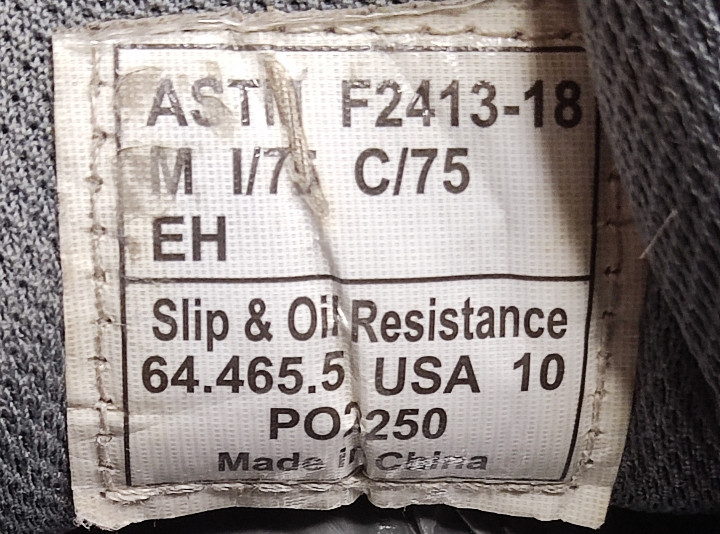 ASTM F2413-18
M I/75 C/75
EH
Slip & Oil Resistance
64.465.5 USA 10
PO2250
Made in China